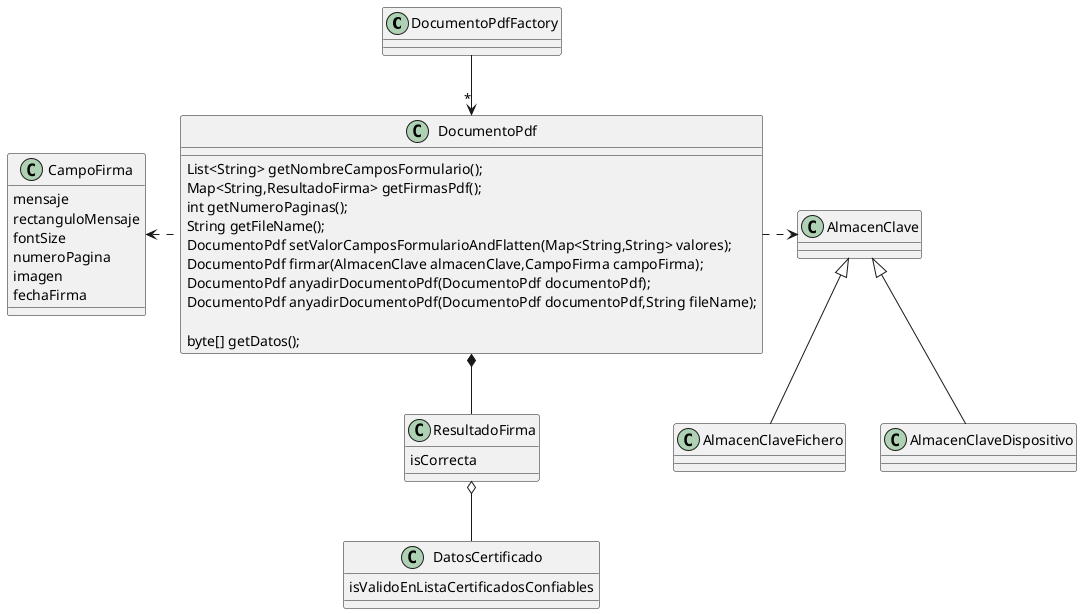 C DocumentoPdfFactory
*
C DocumentoPdf
List<String> getNombreCamposFormulario();
Map<String,ResultadoFirma> getFirmasPdf();
int getNumeroPaginas();
String getFileName();
DocumentoPdf setValorCamposFormularioAndFlatten(Map<String,String> valores);
DocumentoPdf firmar(AlmacenClave almacenClave,CampoFirma campoFirma);
DocumentoPdf anyadirDocumentoPdf(DocumentoPdf documentoPdf);
DocumentoPdf anyadirDocumentoPdf(DocumentoPdf documentoPdf,String fileName);
byte[] getDatos();
C CampoFirma
mensaje
rectanguloMensaje
fontSize
numeroPagina
imagen
fechaFirma
C AlmacenClave
C ResultadoFirma
isCorrecta
C AlmacenClaveFichero
C AlmacenClaveDispositivo
C DatosCertificado
isValidoEnListaCertificadosConfiables